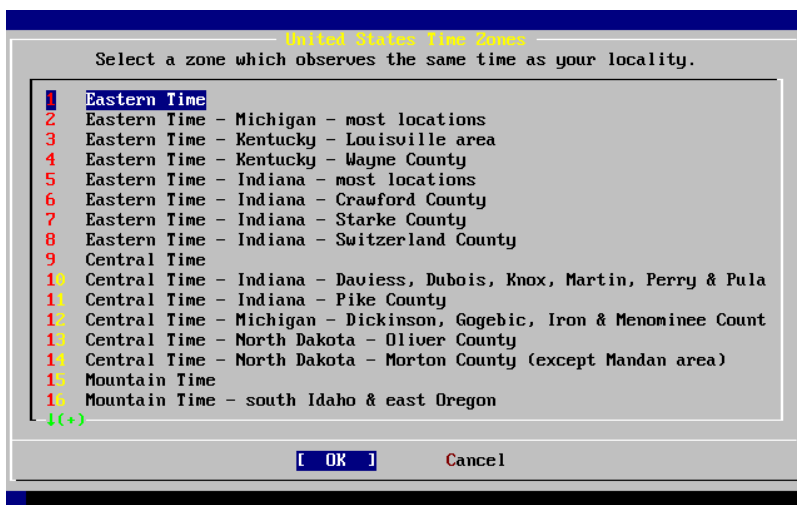 United States Time Zones
Select a zone which observes the same time as your locality.
1 Eastern Time
2 Eastern Time - Michigan - most locations
3 Eastern Time - Kentucky - Louisville area
4 Eastern Time - Kentucky - Wayne County
5 Eastern Time - Indiana - most locations
6 Eastern Time - Indiana - Crawford County
7 Eastern Time - Indiana - Starke County
8 Eastern Time - Indiana - Switzerland County
9 Central Time
10 Central Time - Indiana - Daviess, Dubois, Knox, Martin, Perry & Pula
11 Central Time - Indiana - Pike County
12 Central Time - Michigan - Dickinson, Gogebic, Iron & Menominee Count
13 Central Time - North Dakota - Oliver County
14 Central Time - North Dakota - Morton County (except Mandan area)
15 Mountain Time
16 Mountain Time - south Idaho & east Oregon
↓(+)
[ OK ] Cancel